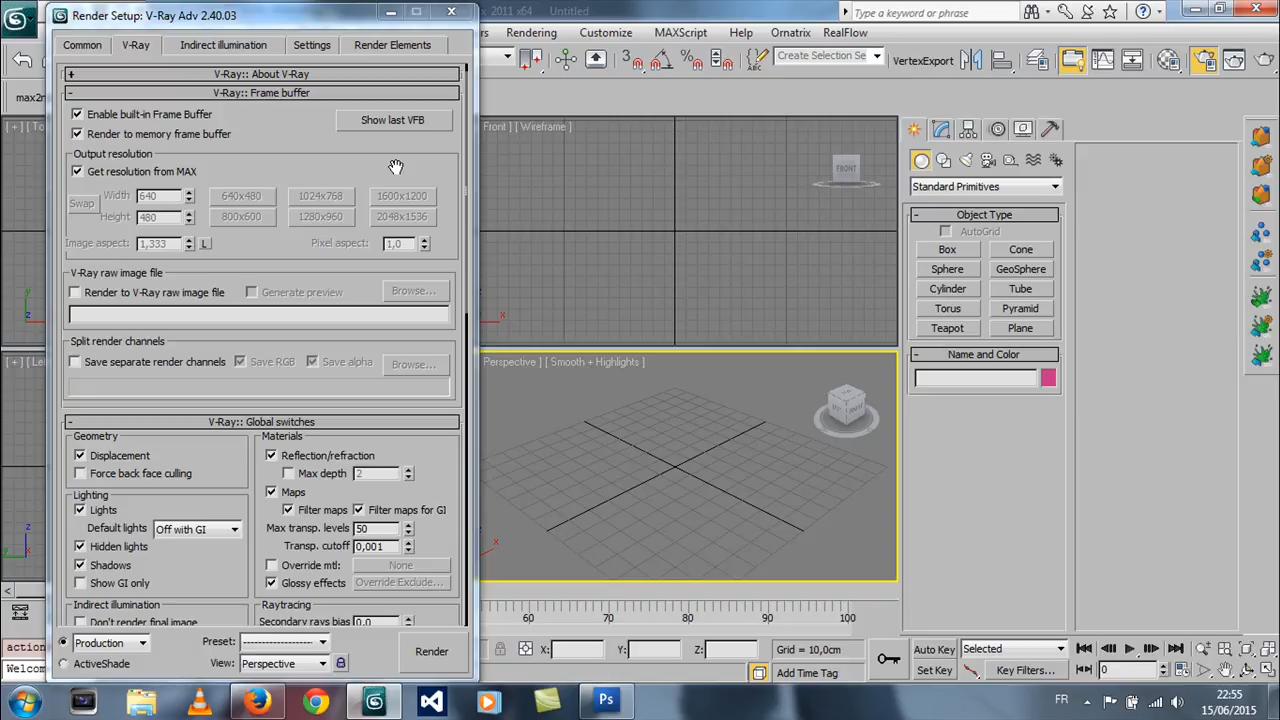 Render Setup: V-Ray Adv 2.40.03
2011 x64 Untitled
Type a keyword or phrase
Common V-Ray Indirect illumination Settings Render Elements
Rendering Customize MAXScript Help Ornatrix RealFlow
Create Selection Se
VertexExport
max2
V-Ray:: About V-Ray
V-Ray:: Frame buffer
Enable built-in Frame Buffer
Show last VFB
Render to memory frame buffer
Output resolution
Get resolution from MAX
Swap
Width 640 640x480 1024x768 1600x1200
Height 480 800x600 1280x960 2048x1536
Image aspect: 1,333 L Pixel aspect: 1,0
V-Ray raw image file
Render to V-Ray raw image file Generate preview Browse...
Split render channels
Save separate render channels Save RGB Save alpha Browse...
V-Ray:: Global switches
Geometry
Displacement
Force back face culling
Lighting
Lights
Default lights Off with GI
Hidden lights
Shadows
Show GI only
Indirect illumination
Don't render final image
Materials
Reflection/refraction
Max depth 2
Maps
Filter maps Filter maps for GI
Max transp. levels 50
Transp. cutoff 0,001
Override mtl: None
Glossy effects Override Exclude...
Raytracing
Secondary rays bias 0,0
Production Preset: -----------------
ActiveShade View: Perspective
Render
[ + ] To
Front ] [ Wireframe ]
FRONT
[ + ] Le
Perspective ] [ Smooth + Highlights ]
Standard Primitives
Object Type
AutoGrid
Box Cone
Sphere GeoSphere
Cylinder Tube
Torus Pyramid
Teapot Plane
Name and Color
60 70 80 90 100
action
Welcom
X: Y: Z: Grid = 10,0cm
Add Time Tag
Auto Key Selected
Set Key Key Filters...
0
Ps
FR
22:55
15/06/2015